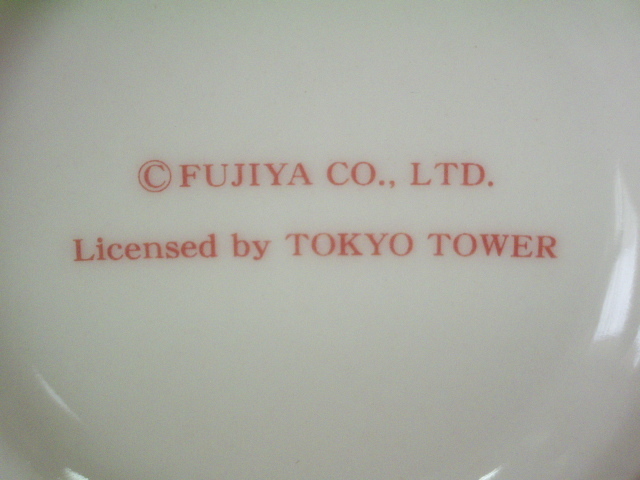 ©FUJIYA CO., LTD.
Licensed by TOKYO TOWER